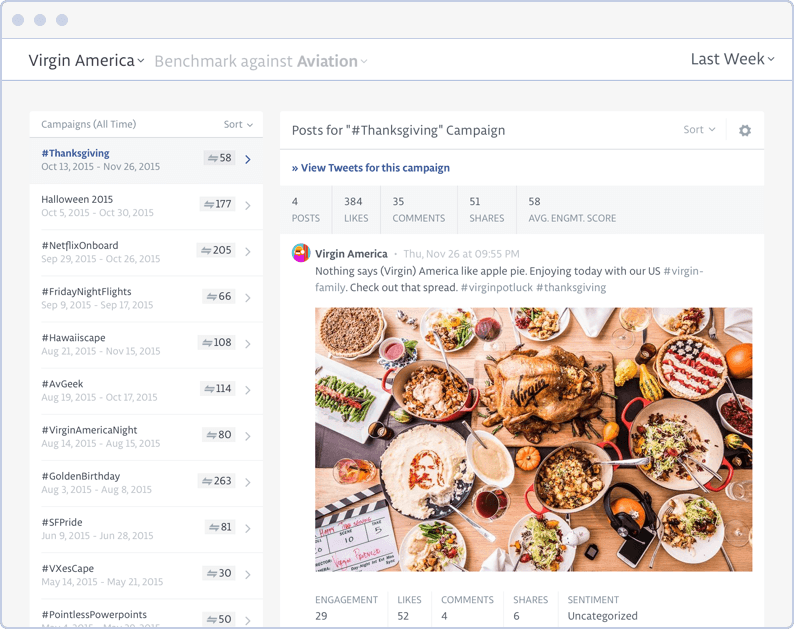 Virgin America
Benchmark against Aviation
Last Week
Campaigns (All Time)
Sort
#Thanksgiving
Oct 13, 2015 - Nov 26, 2015
58
Halloween 2015
Oct 5, 2015 - Oct 30, 2015
177
#NetflixOnboard
Sep 29, 2015 - Oct 26, 2015
205
#FridayNightFlights
Sep 9, 2015 - Sep 17, 2015
66
#Hawaiiscape
Aug 21, 2015 - Nov 15, 2015
108
#AvGeek
Aug 19, 2015 - Oct 17, 2015
114
#VirginAmericaNight
Aug 14, 2015 - Aug 15, 2015
80
#GoldenBirthday
Aug 3, 2015 - Aug 8, 2015
263
#SFPride
Jun 9, 2015 - Jun 28, 2015
81
#VXesCape
May 14, 2015 - May 21, 2015
30
#PointlessPowerpoints
50
Posts for "#Thanksgiving" Campaign
Sort
» View Tweets for this campaign
4
POSTS
384
LIKES
35
COMMENTS
51
SHARES
58
AVG. ENGMT. SCORE
Virgin America · Thu, Nov 26 at 09:55 PM
Nothing says (Virgin) America like apple pie. Enjoying today with our US #virgin-
family. Check out that spread. #virginpotluck #thanksgiving
Virgin
SCENE
TAKE
10
5
ENGAGEMENT
29
LIKES
52
COMMENTS
4
SHARES
6
SENTIMENT
Uncategorized